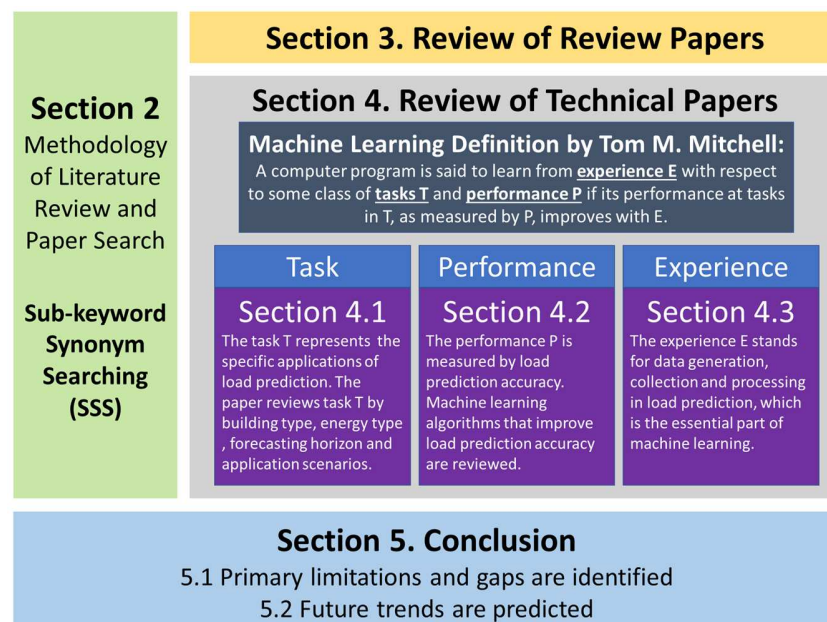 Section 2
Methodology
of Literature
Review and
Paper Search
Sub-keyword
Synonym
Searching
(SSS)
Section 3. Review of Review Papers
Section 4. Review of Technical Papers
Machine Learning Definition by Tom M. Mitchell:
A computer program is said to learn from experience E with respect
to some class of tasks T and performance P if its performance at tasks
in T, as measured by P, improves with E.
Task
Section 4.1
The task T represents the
specific applications of
load prediction. The
paper reviews task T by
building type, energy type
, forecasting horizon and
application scenarios.
Performance
Section 4.2
The performance P is
measured by load
prediction accuracy.
Machine learning
algorithms that improve
load prediction accuracy
are reviewed.
Experience
Section 4.3
The experience E stands
for data generation,
collection and processing
in load prediction, which
is the essential part of
machine learning.
Section 5. Conclusion
5.1 Primary limitations and gaps are identified
5.2 Future trends are predicted